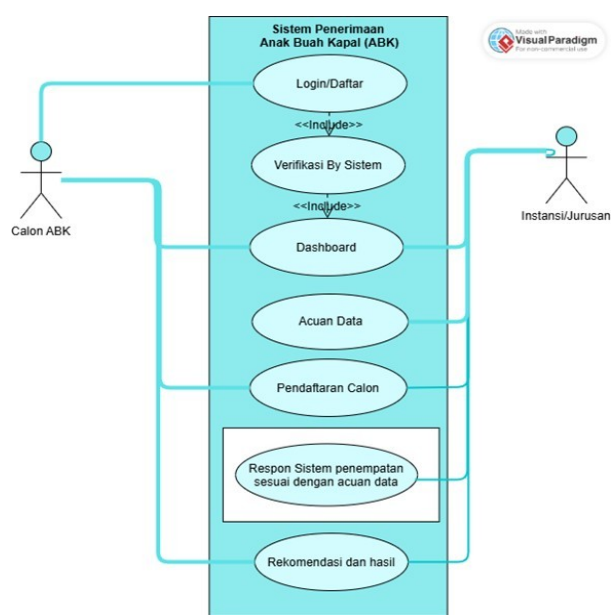 Sistem Penerimaan
Anak Buah Kapal (ABK)
Made with
Visual Paradigm
For non-commercial use
Login/Daftar
<<Include>>
Verifikasi By Sistem
<<Include>>
Calon ABK
Instansi/Jurusan
Dashboard
Acuan Data
Pendaftaran Calon
Respon Sistem penempatan
sesuai dengan acuan data
Rekomendasi dan hasil